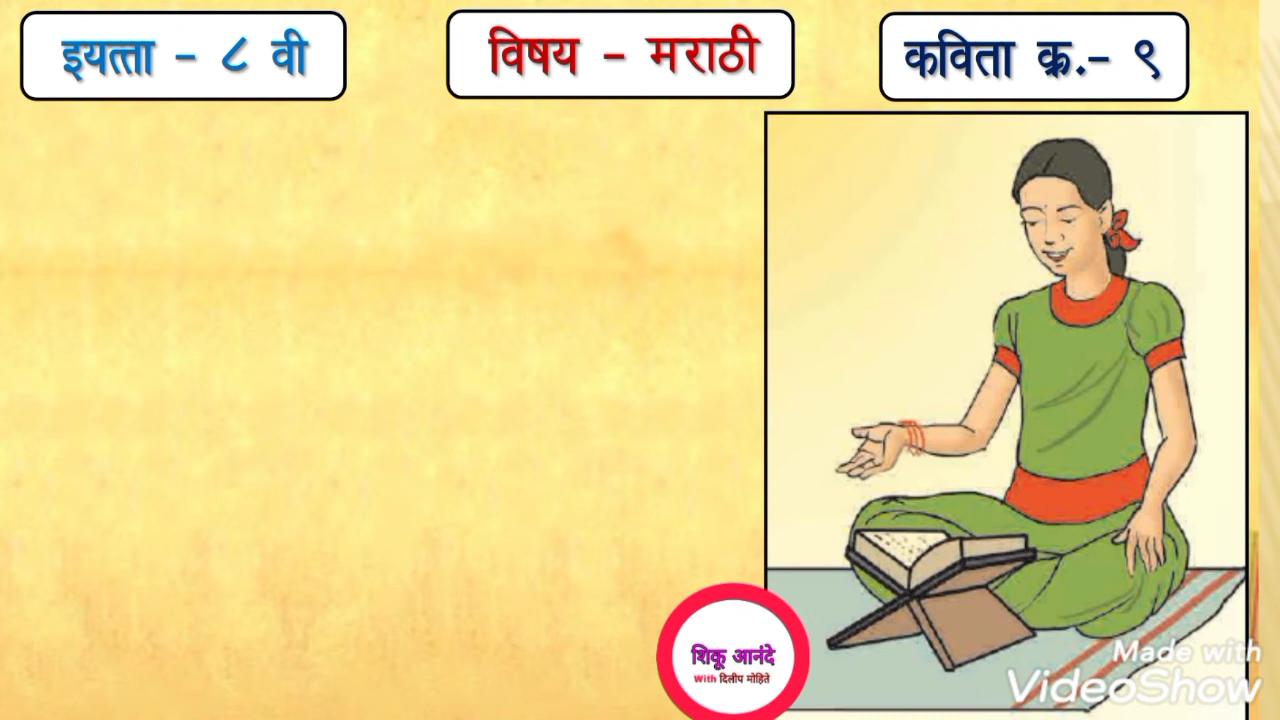 इयत्ता - ८ वी
विषय - मराठी
कविता क्र.- ९
शिकू आनंदे
With दिलीप मोहिते
Made with
VideoShow